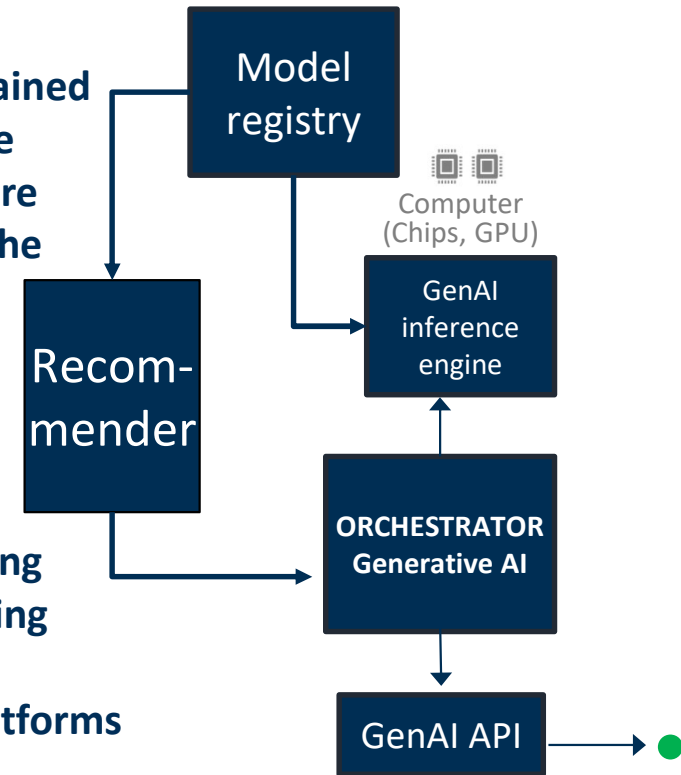 ained
e
re
he
ng
ing
tforms
Model
registry
Computer
(Chips, GPU)
GenAI
inference
engine
Recom-
mender
ORCHESTRATOR
Generative AI
GenAI API